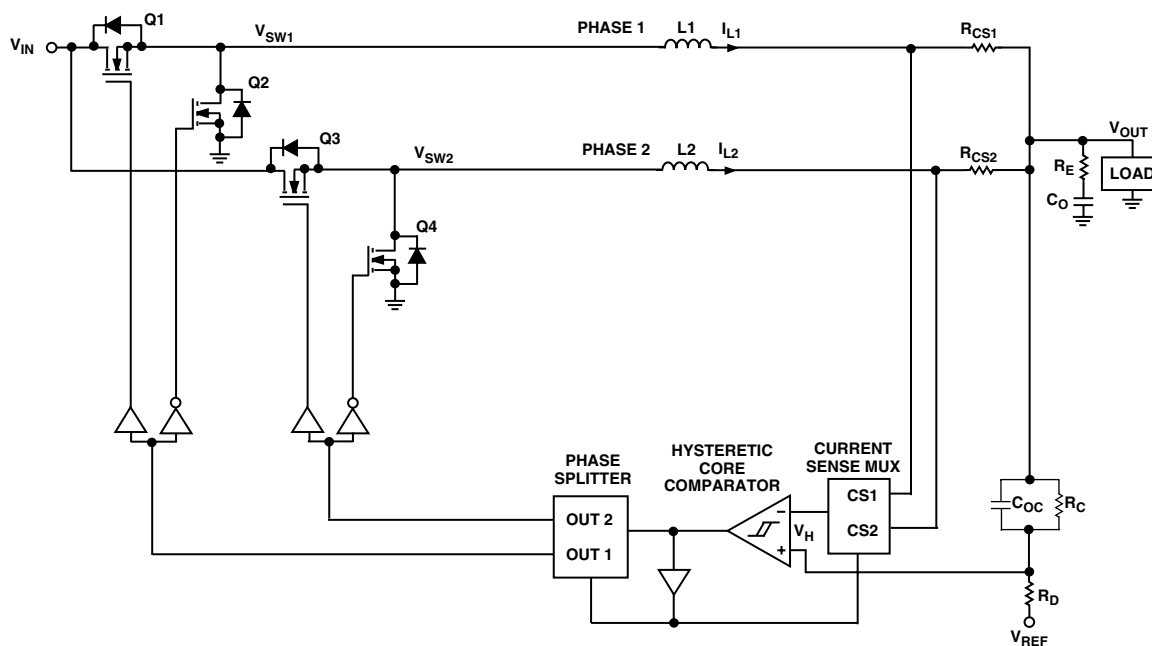 Q1
V_IN
V_SW1
PHASE 1
L1
I_L1
R_CS1
Q2
Q3
V_SW2
PHASE 2
L2
I_L2
R_CS2
V_OUT
R_E
LOAD
C_O
Q4
PHASE
SPLITTER
OUT 2
OUT 1
HYSTERETIC
CORE
COMPARATOR
V_H
–
+
CURRENT
SENSE MUX
CS1
CS2
C_OC
R_C
R_D
V_REF